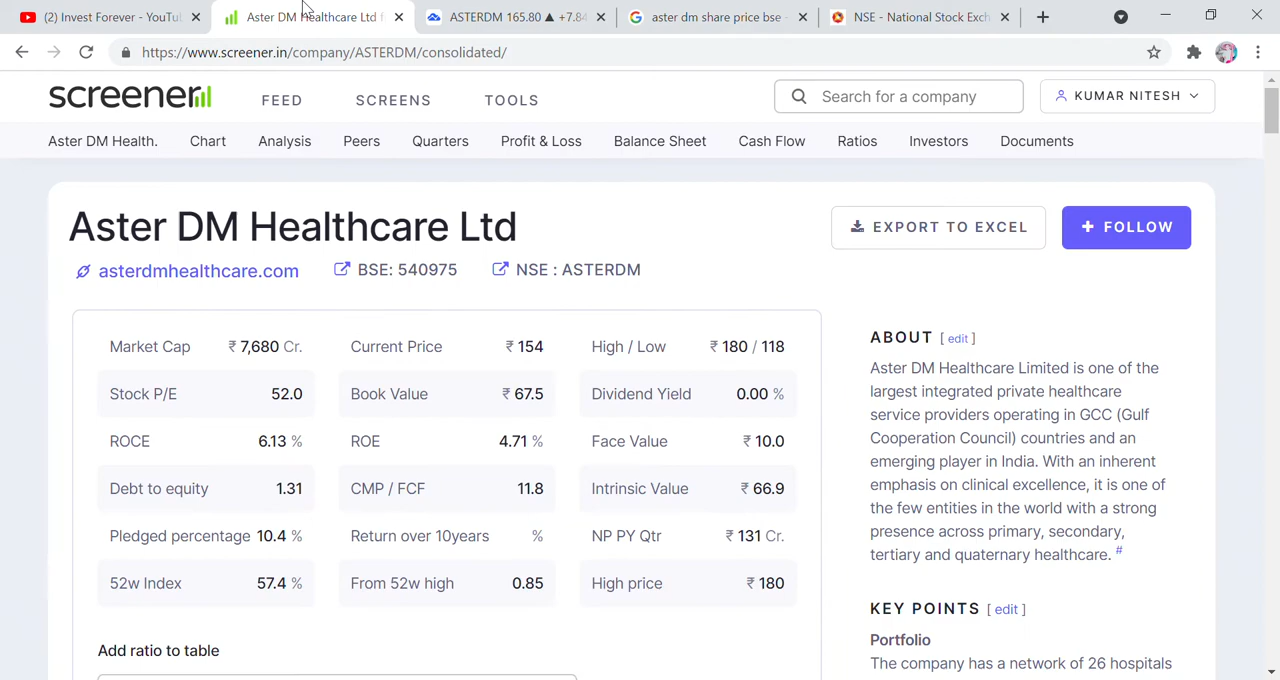 (2) Invest Forever - YouTu
Aster DM Healthcare Ltd f
ASTERDM 165.80 ▲ +7.84
aster dm share price bse -
NSE - National Stock Exch
https://www.screener.in/company/ASTERDM/consolidated/
screener
FEED
SCREENS
TOOLS
Search for a company
KUMAR NITESH
Aster DM Health.
Chart
Analysis
Peers
Quarters
Profit & Loss
Balance Sheet
Cash Flow
Ratios
Investors
Documents
Aster DM Healthcare Ltd
EXPORT TO EXCEL
+ FOLLOW
asterdmhealthcare.com
BSE: 540975
NSE : ASTERDM
Market Cap ₹ 7,680 Cr.
Current Price ₹ 154
High / Low ₹ 180 / 118
Stock P/E 52.0
Book Value ₹ 67.5
Dividend Yield 0.00 %
ROCE 6.13 %
ROE 4.71 %
Face Value ₹ 10.0
Debt to equity 1.31
CMP / FCF 11.8
Intrinsic Value ₹ 66.9
Pledged percentage 10.4 %
Return over 10years %
NP PY Qtr ₹ 131 Cr.
52w Index 57.4 %
From 52w high 0.85
High price ₹ 180
Add ratio to table
ABOUT [ edit ]
Aster DM Healthcare Limited is one of the
largest integrated private healthcare
service providers operating in GCC (Gulf
Cooperation Council) countries and an
emerging player in India. With an inherent
emphasis on clinical excellence, it is one of
the few entities in the world with a strong
presence across primary, secondary,
tertiary and quaternary healthcare. #
KEY POINTS [ edit ]
Portfolio
The company has a network of 26 hospitals